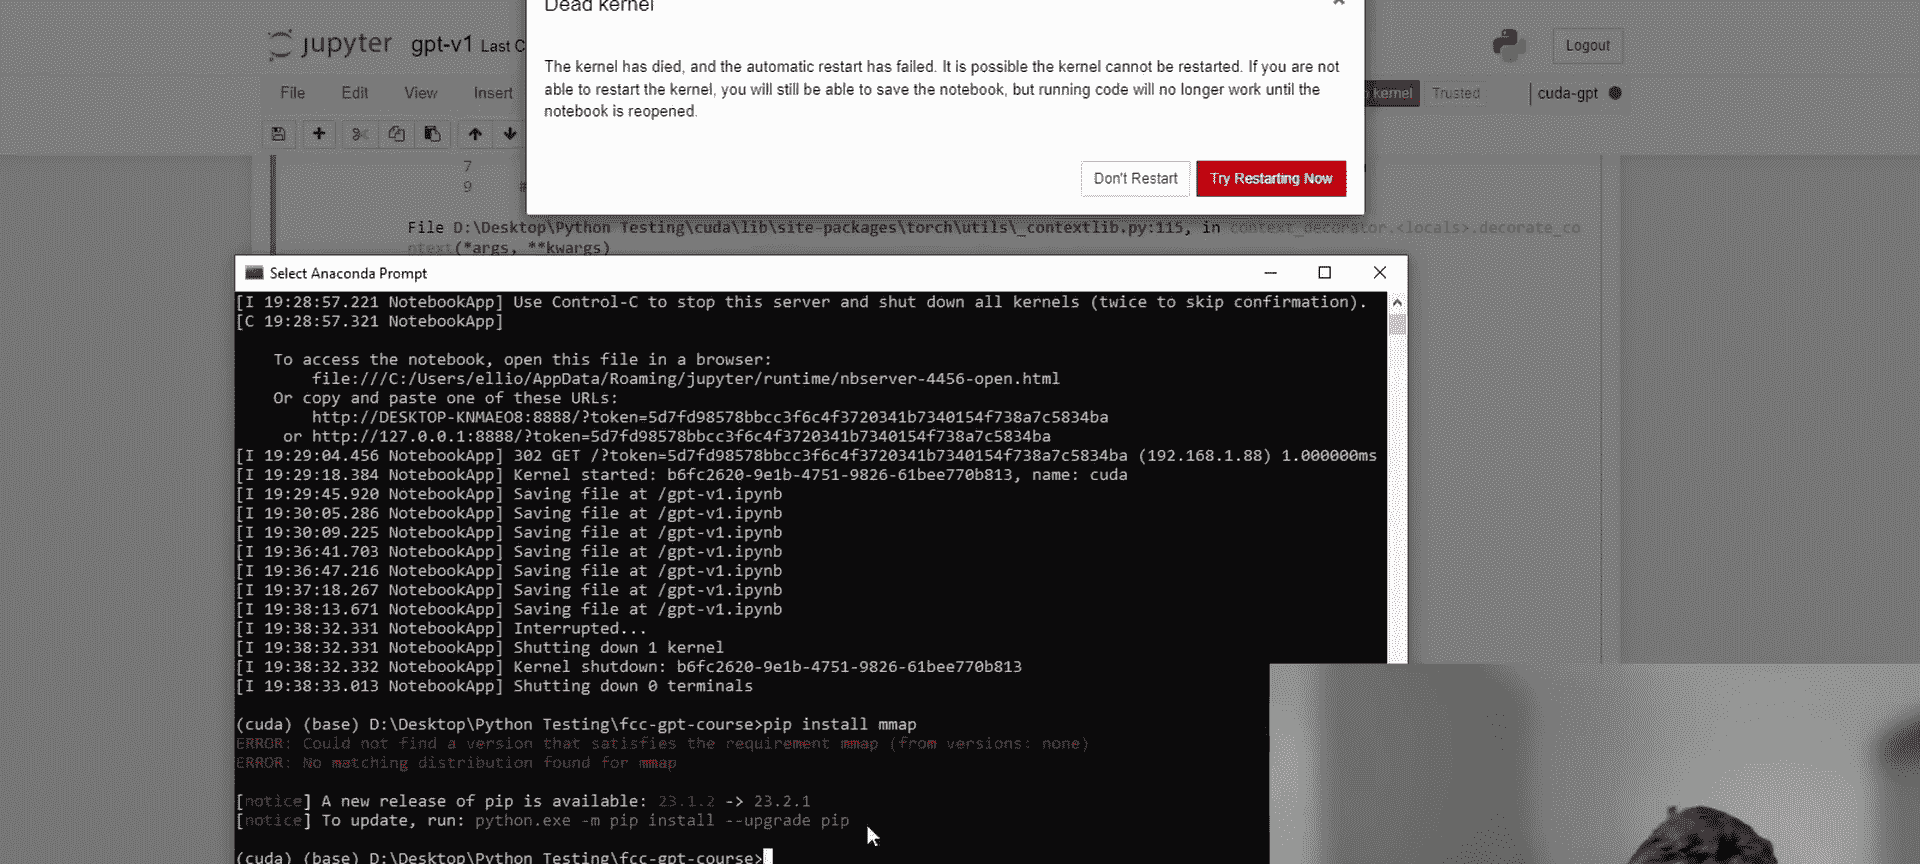 Dead kernel
jupyter gpt-v1 Last C
Logout
The kernel has died, and the automatic restart has failed. It is possible the kernel cannot be restarted. If you are not
able to restart the kernel, you will still be able to save the notebook, but running code will no longer work until the
notebook is reopened.
File Edit View Insert
kernel Trusted cuda-gpt
Don't Restart Try Restarting Now
7
9 #
File D:\Desktop\Python Testing\cuda\lib\site-packages\torch\utils\_contextlib.py:115, in context_decorator.<locals>.decorate_co
ntext(*args, **kwargs)
Select Anaconda Prompt
[I 19:28:57.221 NotebookApp] Use Control-C to stop this server and shut down all kernels (twice to skip confirmation).
[C 19:28:57.321 NotebookApp]
To access the notebook, open this file in a browser:
file:///C:/Users/ellio/AppData/Roaming/jupyter/runtime/nbserver-4456-open.html
Or copy and paste one of these URLs:
http://DESKTOP-KNMAEO8:8888/?token=5d7fd98578bbcc3f6c4f3720341b7340154f738a7c5834ba
or http://127.0.0.1:8888/?token=5d7fd98578bbcc3f6c4f3720341b7340154f738a7c5834ba
[I 19:29:04.456 NotebookApp] 302 GET /?token=5d7fd98578bbcc3f6c4f3720341b7340154f738a7c5834ba (192.168.1.88) 1.000000ms
[I 19:29:18.384 NotebookApp] Kernel started: b6fc2620-9e1b-4751-9826-61bee770b813, name: cuda
[I 19:29:45.920 NotebookApp] Saving file at /gpt-v1.ipynb
[I 19:30:05.286 NotebookApp] Saving file at /gpt-v1.ipynb
[I 19:30:09.225 NotebookApp] Saving file at /gpt-v1.ipynb
[I 19:36:41.703 NotebookApp] Saving file at /gpt-v1.ipynb
[I 19:36:47.216 NotebookApp] Saving file at /gpt-v1.ipynb
[I 19:37:18.267 NotebookApp] Saving file at /gpt-v1.ipynb
[I 19:38:13.671 NotebookApp] Saving file at /gpt-v1.ipynb
[I 19:38:32.331 NotebookApp] Interrupted...
[I 19:38:32.331 NotebookApp] Shutting down 1 kernel
[I 19:38:32.332 NotebookApp] Kernel shutdown: b6fc2620-9e1b-4751-9826-61bee770b813
[I 19:38:33.013 NotebookApp] Shutting down 0 terminals
(cuda) (base) D:\Desktop\Python Testing\fcc-gpt-course>pip install mmap
ERROR: Could not find a version that satisfies the requirement mmap (from versions: none)
ERROR: No matching distribution found for mmap
[notice] A new release of pip is available: 23.1.2 -> 23.2.1
[notice] To update, run: python.exe -m pip install --upgrade pip
(cuda) (base) D:\Desktop\Python Testing\fcc-gpt-course>